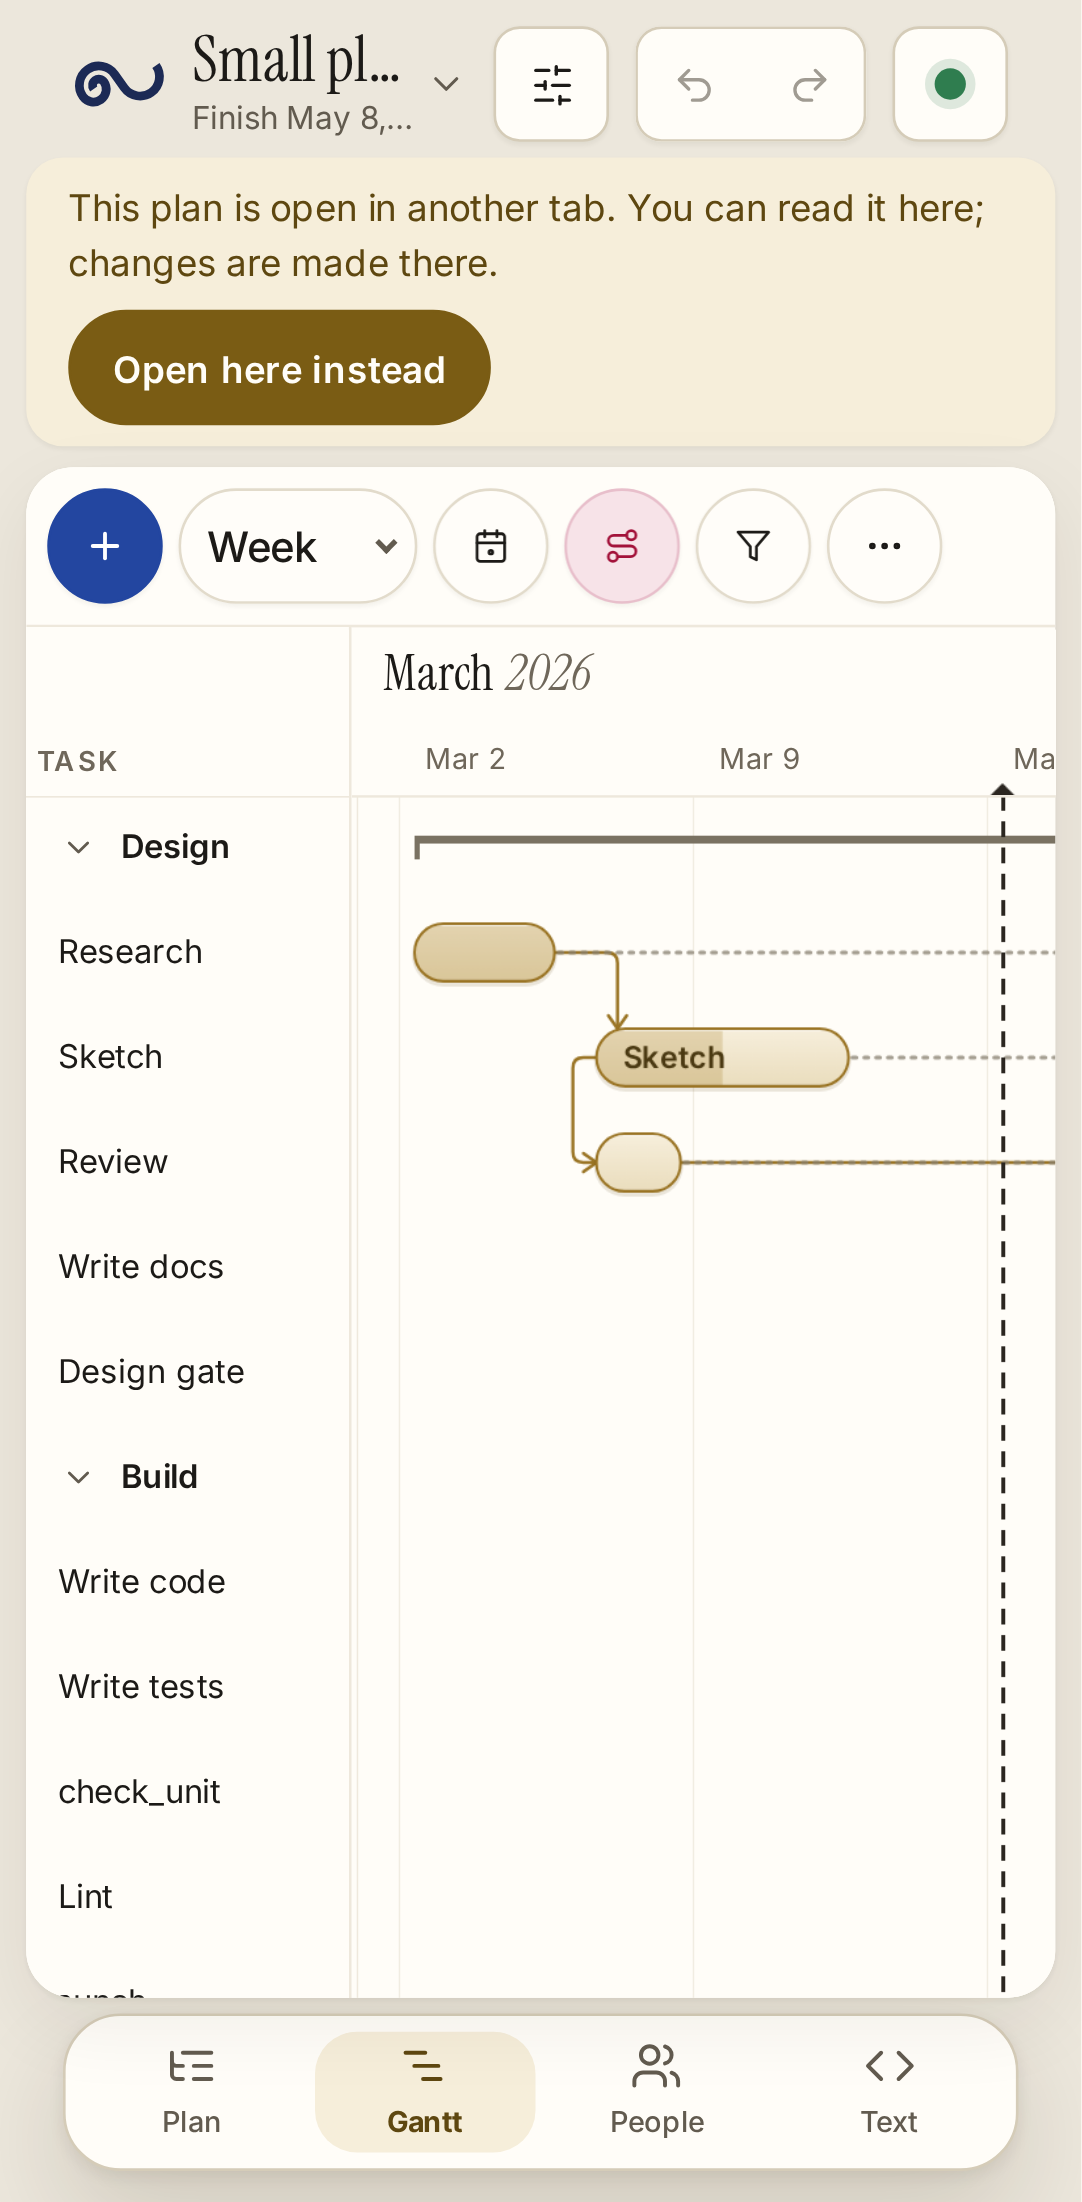 Small pl...
Finish May 8,...
This plan is open in another tab. You can read it here;
changes are made there.
Open here instead
Week
March 2026
TASK
Mar 2
Mar 9
Ma
Design
Research
Sketch
Sketch
Review
Write docs
Design gate
Build
Write code
Write tests
check_unit
Lint
Plan
Gantt
People
Text